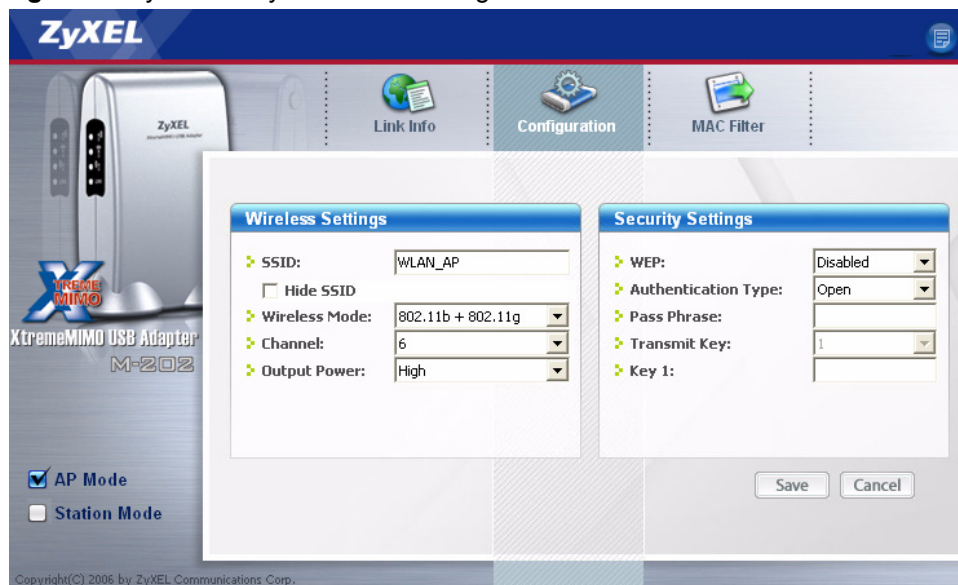 ZyXEL
Link Info
Configuration
MAC Filter
ZyXEL
XTREME
MIMO
XtremeMIMO USB Adapter
M-202
Wireless Settings
SSID: WLAN_AP
Hide SSID
Wireless Mode: 802.11b + 802.11g
Channel: 6
Output Power: High
Security Settings
WEP: Disabled
Authentication Type: Open
Pass Phrase:
Transmit Key: 1
Key 1:
Save Cancel
AP Mode
Station Mode
Copyright(C) 2006 by ZyXEL Communications Corp.